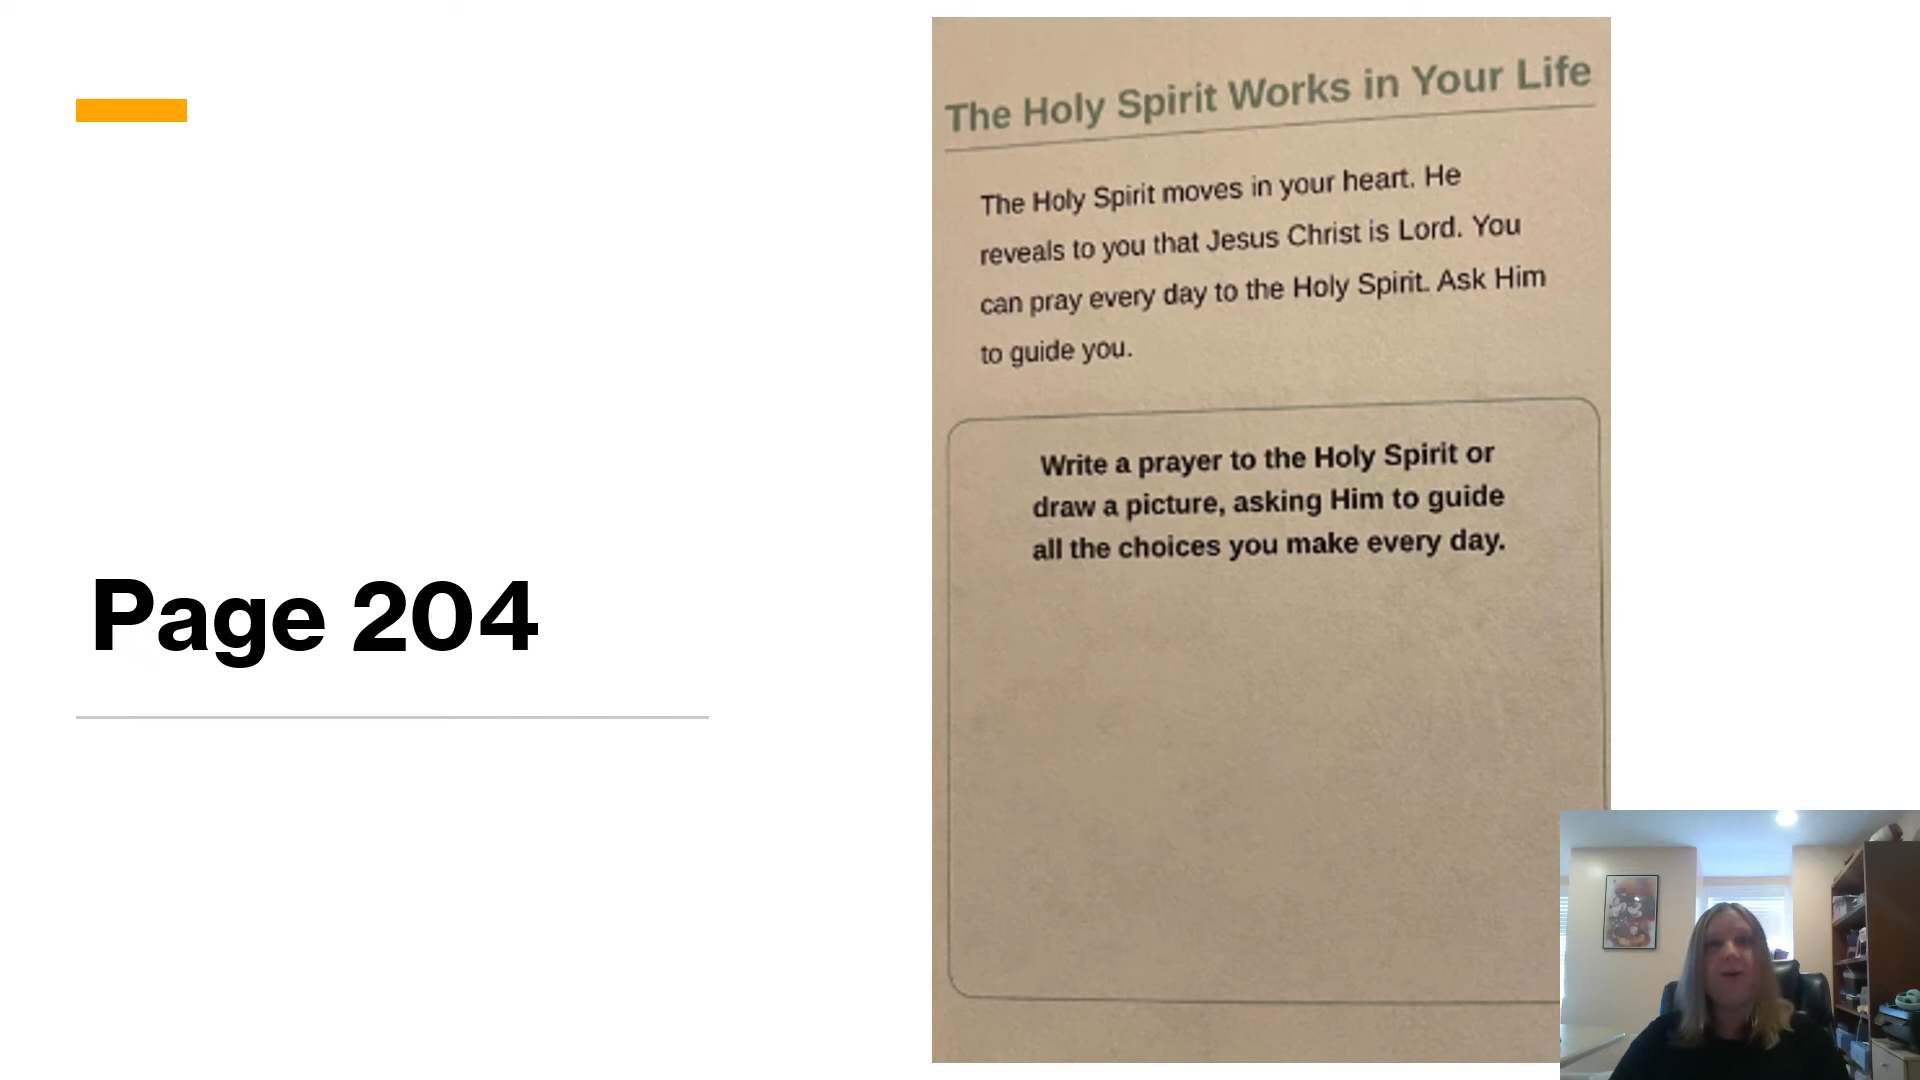 Page 204
The Holy Spirit Works in Your Life
The Holy Spirit moves in your heart. He
reveals to you that Jesus Christ is Lord. You
can pray every day to the Holy Spirit. Ask Him
to guide you.
Write a prayer to the Holy Spirit or
draw a picture, asking Him to guide
all the choices you make every day.